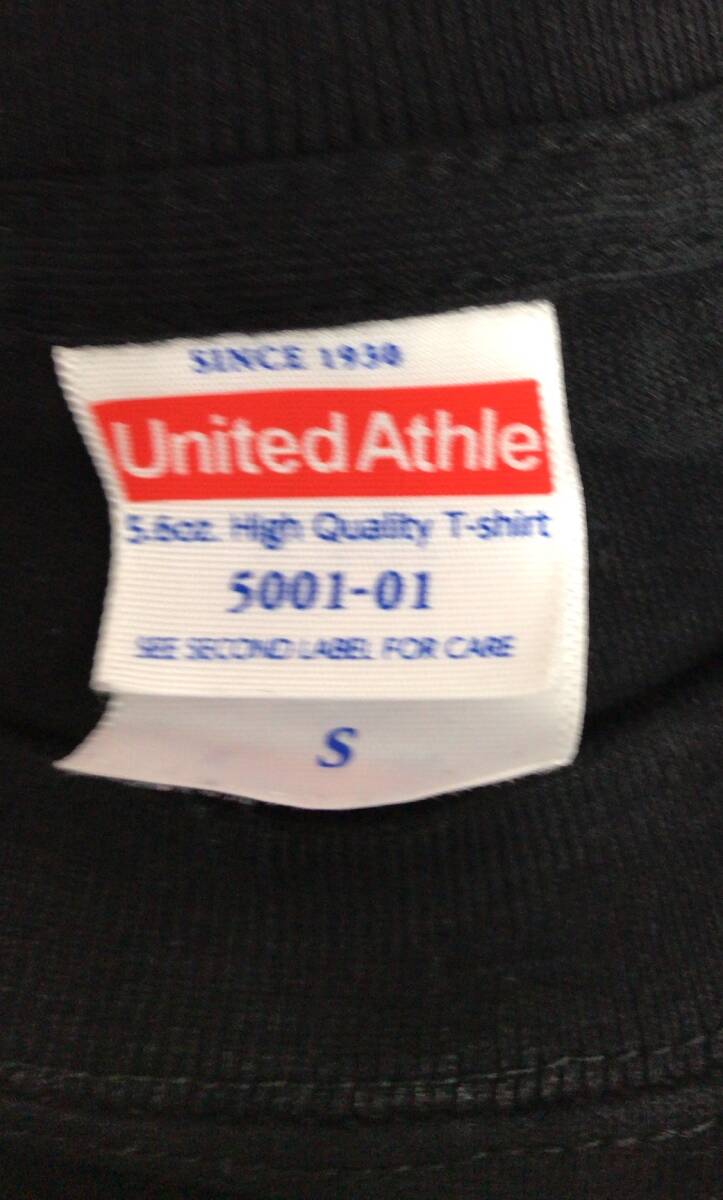 SINCE 1930
United Athle
5.6oz. High Quality T-shirt
5001-01
SEE SECOND LABEL FOR CARE
S